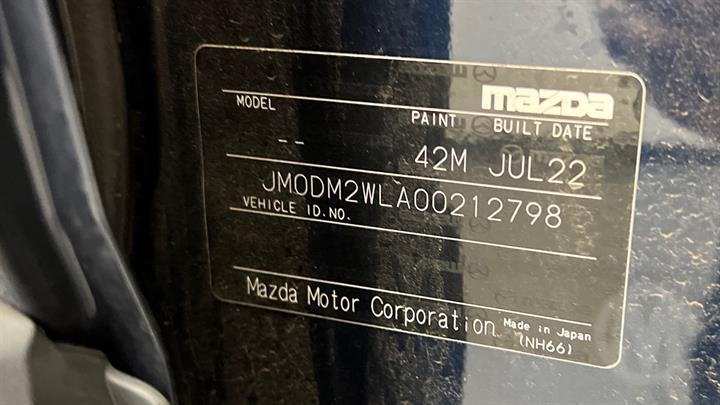 mazda
MODEL PAINT BUILT DATE
-- 42M JUL22
JM0DM2WLA00212798
VEHICLE ID.NO.
Mazda Motor Corporation Made in Japan
(NH66)